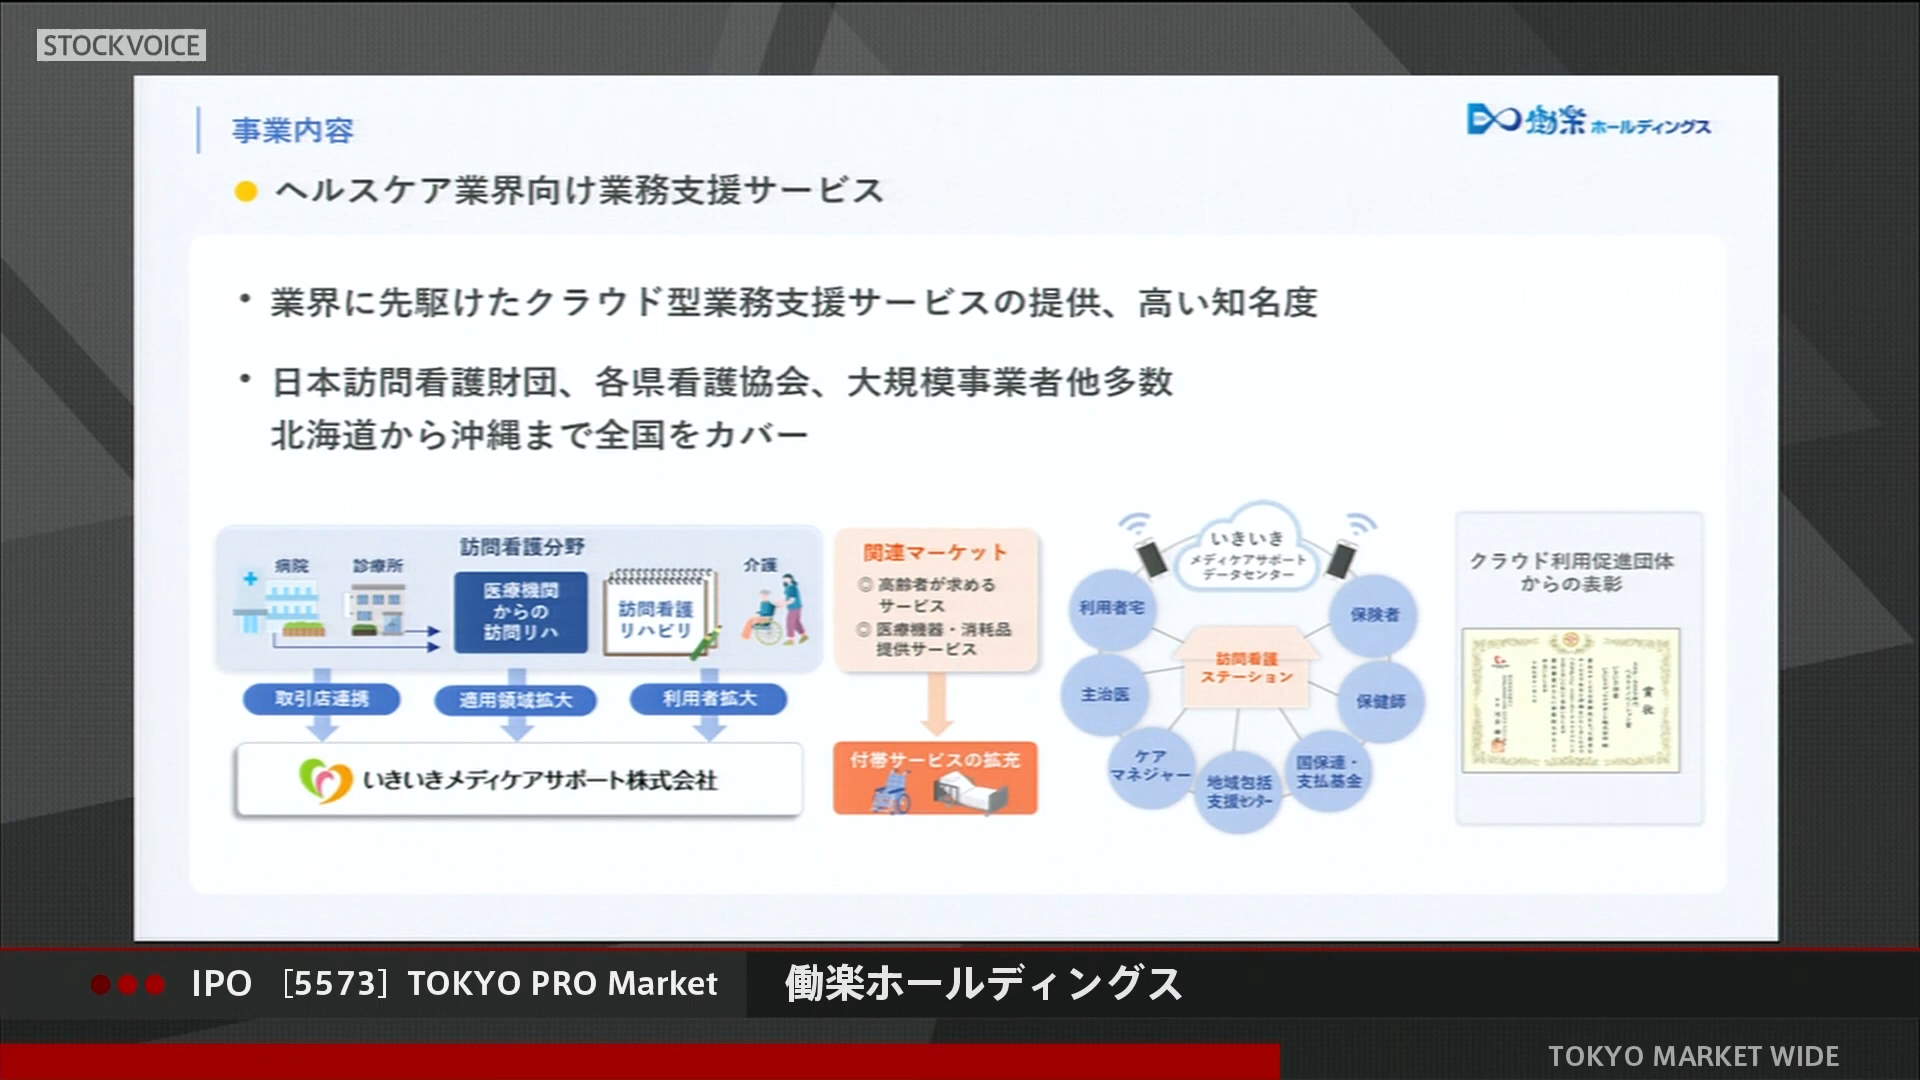 STOCKVOICE
事業内容
働楽ホールディングス
ヘルスケア業界向け業務支援サービス
・業界に先駆けたクラウド型業務支援サービスの提供、高い知名度
・日本訪問看護財団、各県看護協会、大規模事業者他多数
北海道から沖縄まで全国をカバー
訪問看護分野
病院
診療所
医療機関
からの
訪問リハ
訪問看護
リハビリ
介護
取引店連携
適用領域拡大
利用者拡大
いきいきメディケアサポート株式会社
関連マーケット
◎高齢者が求める
サービス
◎医療機器・消耗品
提供サービス
付帯サービスの拡充
いきいき
メディケアサポート
データセンター
利用者宅
保険者
訪問看護
ステーション
主治医
保健師
ケア
マネジャー
地域包括
支援センター
国保連・
支払基金
クラウド利用促進団体
からの表彰
賞状
IPO [5573] TOKYO PRO Market
働楽ホールディングス
TOKYO MARKET WIDE